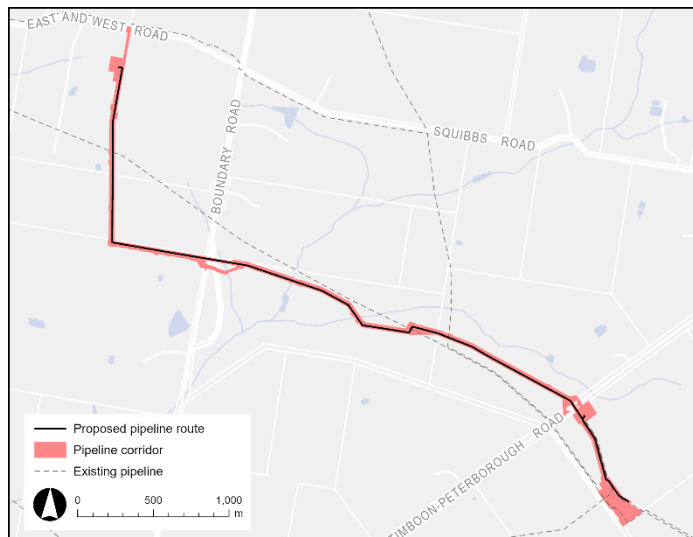 EAST AND WEST ROAD
BOUNDARY ROAD
SQUIBBS ROAD
TIMBOON-PETERBOROUGH ROAD
Proposed pipeline route
Pipeline corridor
Existing pipeline
0 500 1,000
m